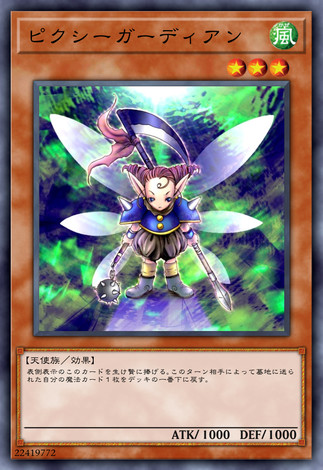 ピクシーガーディアン
風
【天使族／効果】
表側表示のこのカードを生け贄に捧げる。このターン相手によって墓地に送ら
れた自分の魔法カード１枚をデッキの一番下に戻す。
ATK/ 1000 DEF/ 1000
22419772